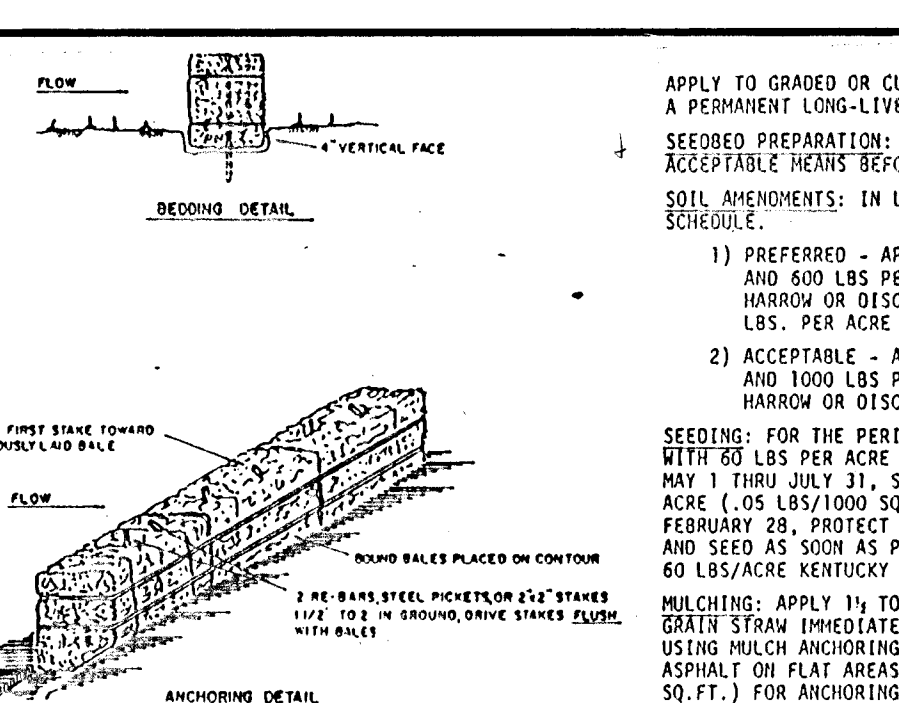 FLOW
4" VERTICAL FACE
BEDDING DETAIL
FIRST STAKE TOWARD
OUSLY LAID BALE
FLOW
BOUND BALES PLACED ON CONTOUR
2 RE-BARS, STEEL PICKETS, OR 2"x2" STAKES
1 1/2' TO 2 IN GROUND, DRIVE STAKES FLUSH
WITH BALES
ANCHORING DETAIL
APPLY TO GRADED OR CL
A PERMANENT LONG-LIVE
SEEDBED PREPARATION:
ACCEPTABLE MEANS BEFO
SOIL AMENDMENTS: IN L
SCHEDULE.
1) PREFERRED - AP
AND 600 LBS PE
HARROW OR DISC
LBS. PER ACRE
2) ACCEPTABLE - A
AND 1000 LBS P
HARROW OR DISC
SEEDING: FOR THE PERI
WITH 60 LBS PER ACRE
MAY 1 THRU JULY 31, S
ACRE (.05 LBS/1000 SQ
FEBRUARY 28, PROTECT
AND SEED AS SOON AS P
60 LBS/ACRE KENTUCKY
MULCHING: APPLY 1½ TO
GRAIN STRAW IMMEDIATE
USING MULCH ANCHORING
ASPHALT ON FLAT AREAS
SQ.FT.) FOR ANCHORING